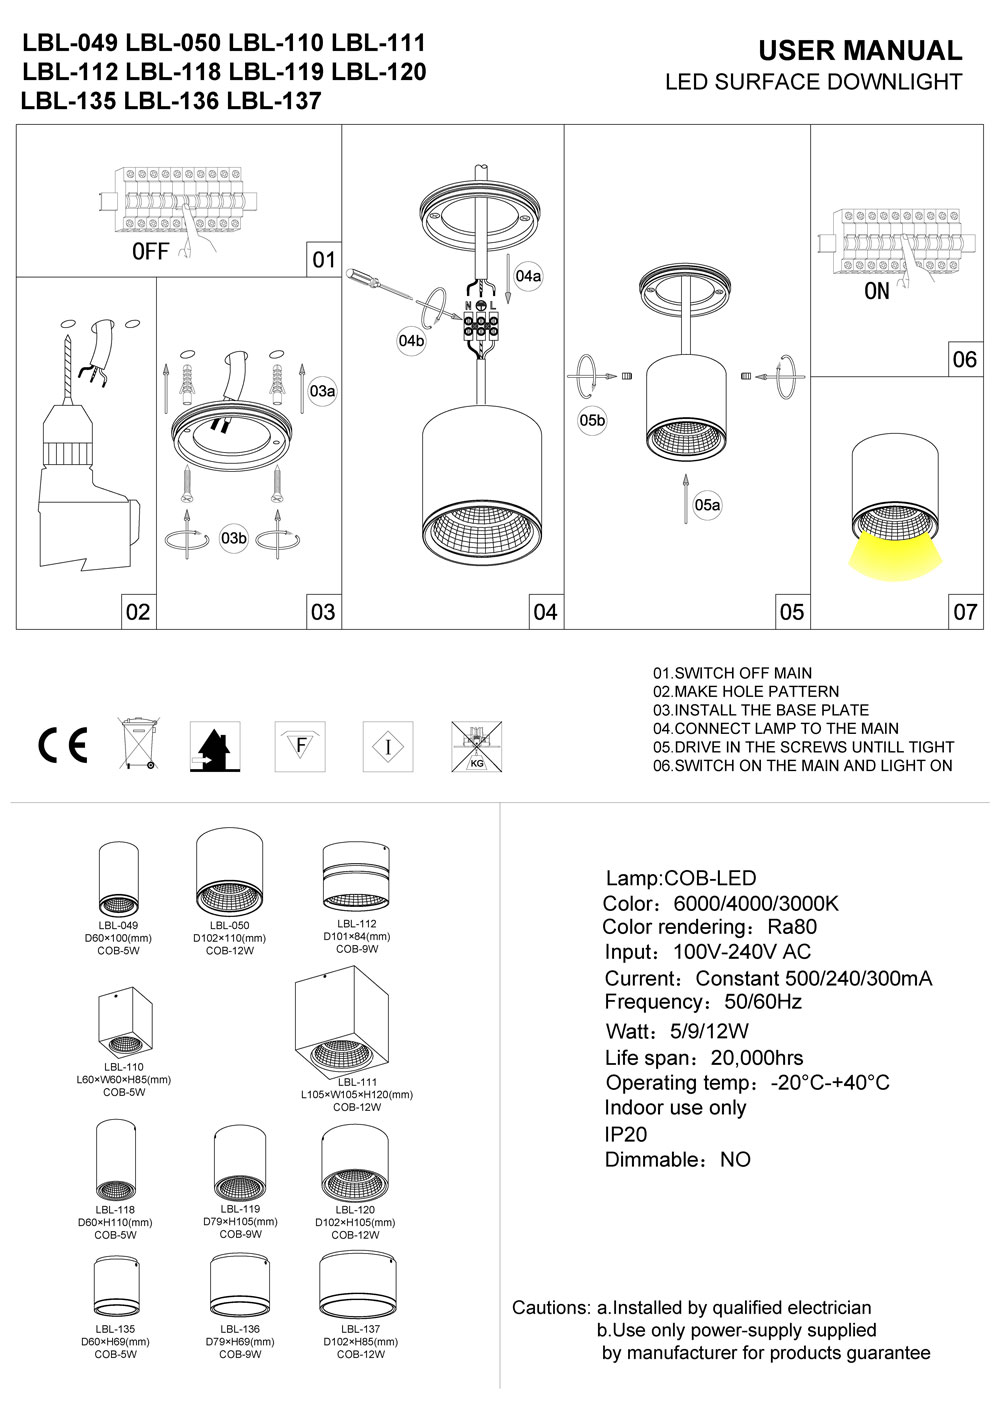 LBL-049 LBL-050 LBL-110 LBL-111
LBL-112 LBL-118 LBL-119 LBL-120
LBL-135 LBL-136 LBL-137
USER MANUAL
LED SURFACE DOWNLIGHT
OFF
01
02
03a
03b
03
04a
N L
04b
04
05b
05a
05
ON
06
07
01.SWITCH OFF MAIN
02.MAKE HOLE PATTERN
03.INSTALL THE BASE PLATE
04.CONNECT LAMP TO THE MAIN
05.DRIVE IN THE SCREWS UNTILL TIGHT
06.SWITCH ON THE MAIN AND LIGHT ON
CE
F
I
KG
LBL-049
D60×100(mm)
COB-5W
LBL-050
D102×110(mm)
COB-12W
LBL-112
D101×84(mm)
COB-9W
LBL-110
L60×W60×H85(mm)
COB-5W
LBL-111
L105×W105×H120(mm)
COB-12W
LBL-118
D60×H110(mm)
COB-5W
LBL-119
D79×H105(mm)
COB-9W
LBL-120
D102×H105(mm)
COB-12W
LBL-135
D60×H69(mm)
COB-5W
LBL-136
D79×H69(mm)
COB-9W
LBL-137
D102×H85(mm)
COB-12W
Lamp:COB-LED
Color：6000/4000/3000K
Color rendering：Ra80
Input：100V-240V AC
Current：Constant 500/240/300mA
Frequency：50/60Hz
Watt：5/9/12W
Life span：20,000hrs
Operating temp：-20°C-+40°C
Indoor use only
IP20
Dimmable：NO
Cautions: a.Installed by qualified electrician
b.Use only power-supply supplied
by manufacturer for products guarantee